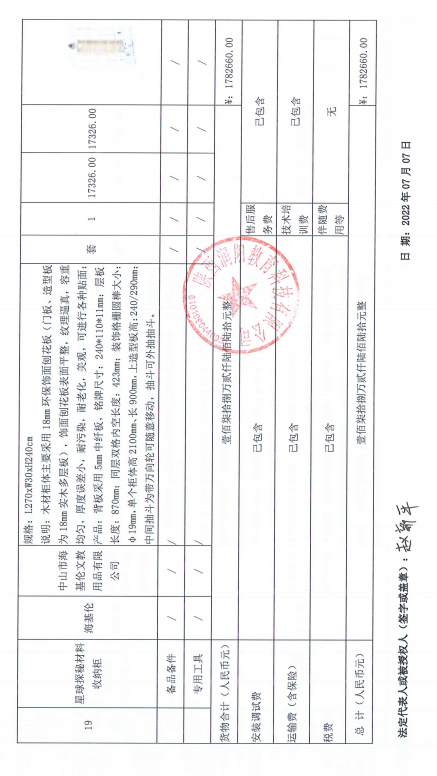 19
星球探秘材料
收纳柜
海基伦
中山市海
基伦文教
用品有限
公司
规格：L270xW30xH240cm
说明：木材柜体主要采用18mm环保饰面刨花板（门板、造型板
为18mm实木多层板），饰面刨花板表面平整，纹理逼真，容重
均匀，厚度误差小，耐污染，耐老化，美观，可进行各种贴面；
产品：背板采用5mm中纤板，铭牌尺寸：240*110*11mm；层板
长度：870mm；同层双格内空长度：423mm；装饰格栅圆棒大小：
φ19mm,单个柜体高2100mm,长900mm,上造型板高：240/290mm；
中间抽斗为带万向轮可随意移动，抽斗可外抽抽斗。
套
1
17326.00
17326.00
备品备件
/
/
/
/
/
/
/
专用工具
/
/
/
/
/
/
/
货物合计（人民币元）
壹佰柒拾捌万贰仟陆佰陆拾元整
¥：1782660.00
安装调试费
已包含
售后服
务费
已包含
运输费（含保险）
已包含
技术培
训费
已包含
税费
已包含
伴随费
用等
无
总 计（人民币元）
壹佰柒拾捌万贰仟陆佰陆拾元整
¥：1782660.00
法定代表人或被授权人（签字或盖章）：
日 期：2022年07月07日